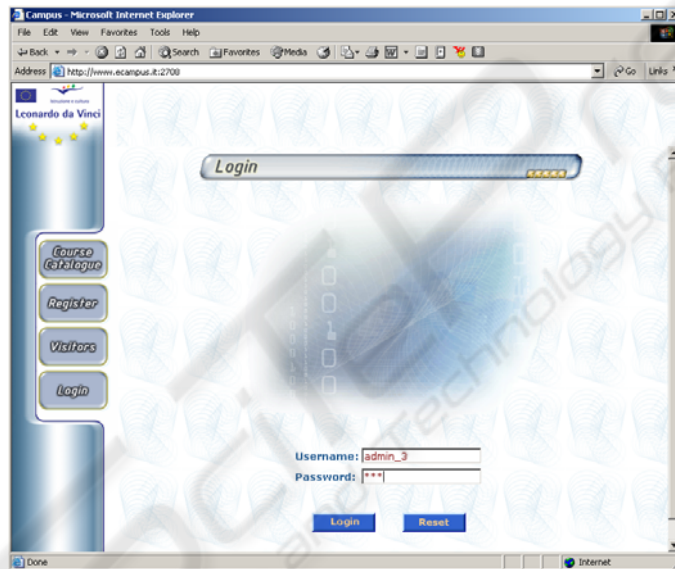 Campus - Microsoft Internet Explorer
File Edit View Favorites Tools Help
Back Search Favorites Media
Address http://www.ecampus.it:2700 Go Links
Leonardo da Vinci
Login
Course Catalogue
Register
Visitors
Login
Username: admin_3
Password: ***
Login Reset
Done Internet